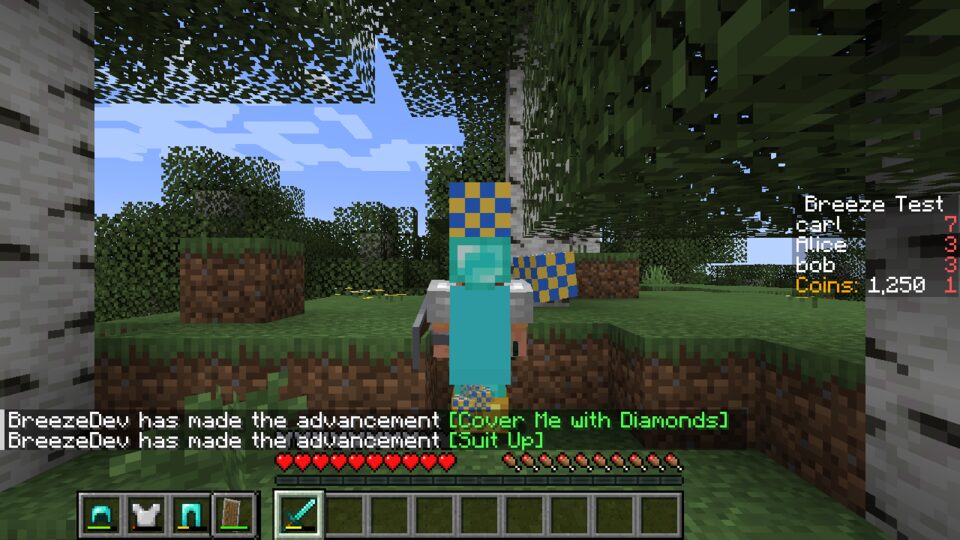 Breeze Test
carl 7
Alice 3
bob 3
Coins: 1,250 1
BreezeDev has made the advancement [Cover Me with Diamonds]
BreezeDev has made the advancement [Suit Up]